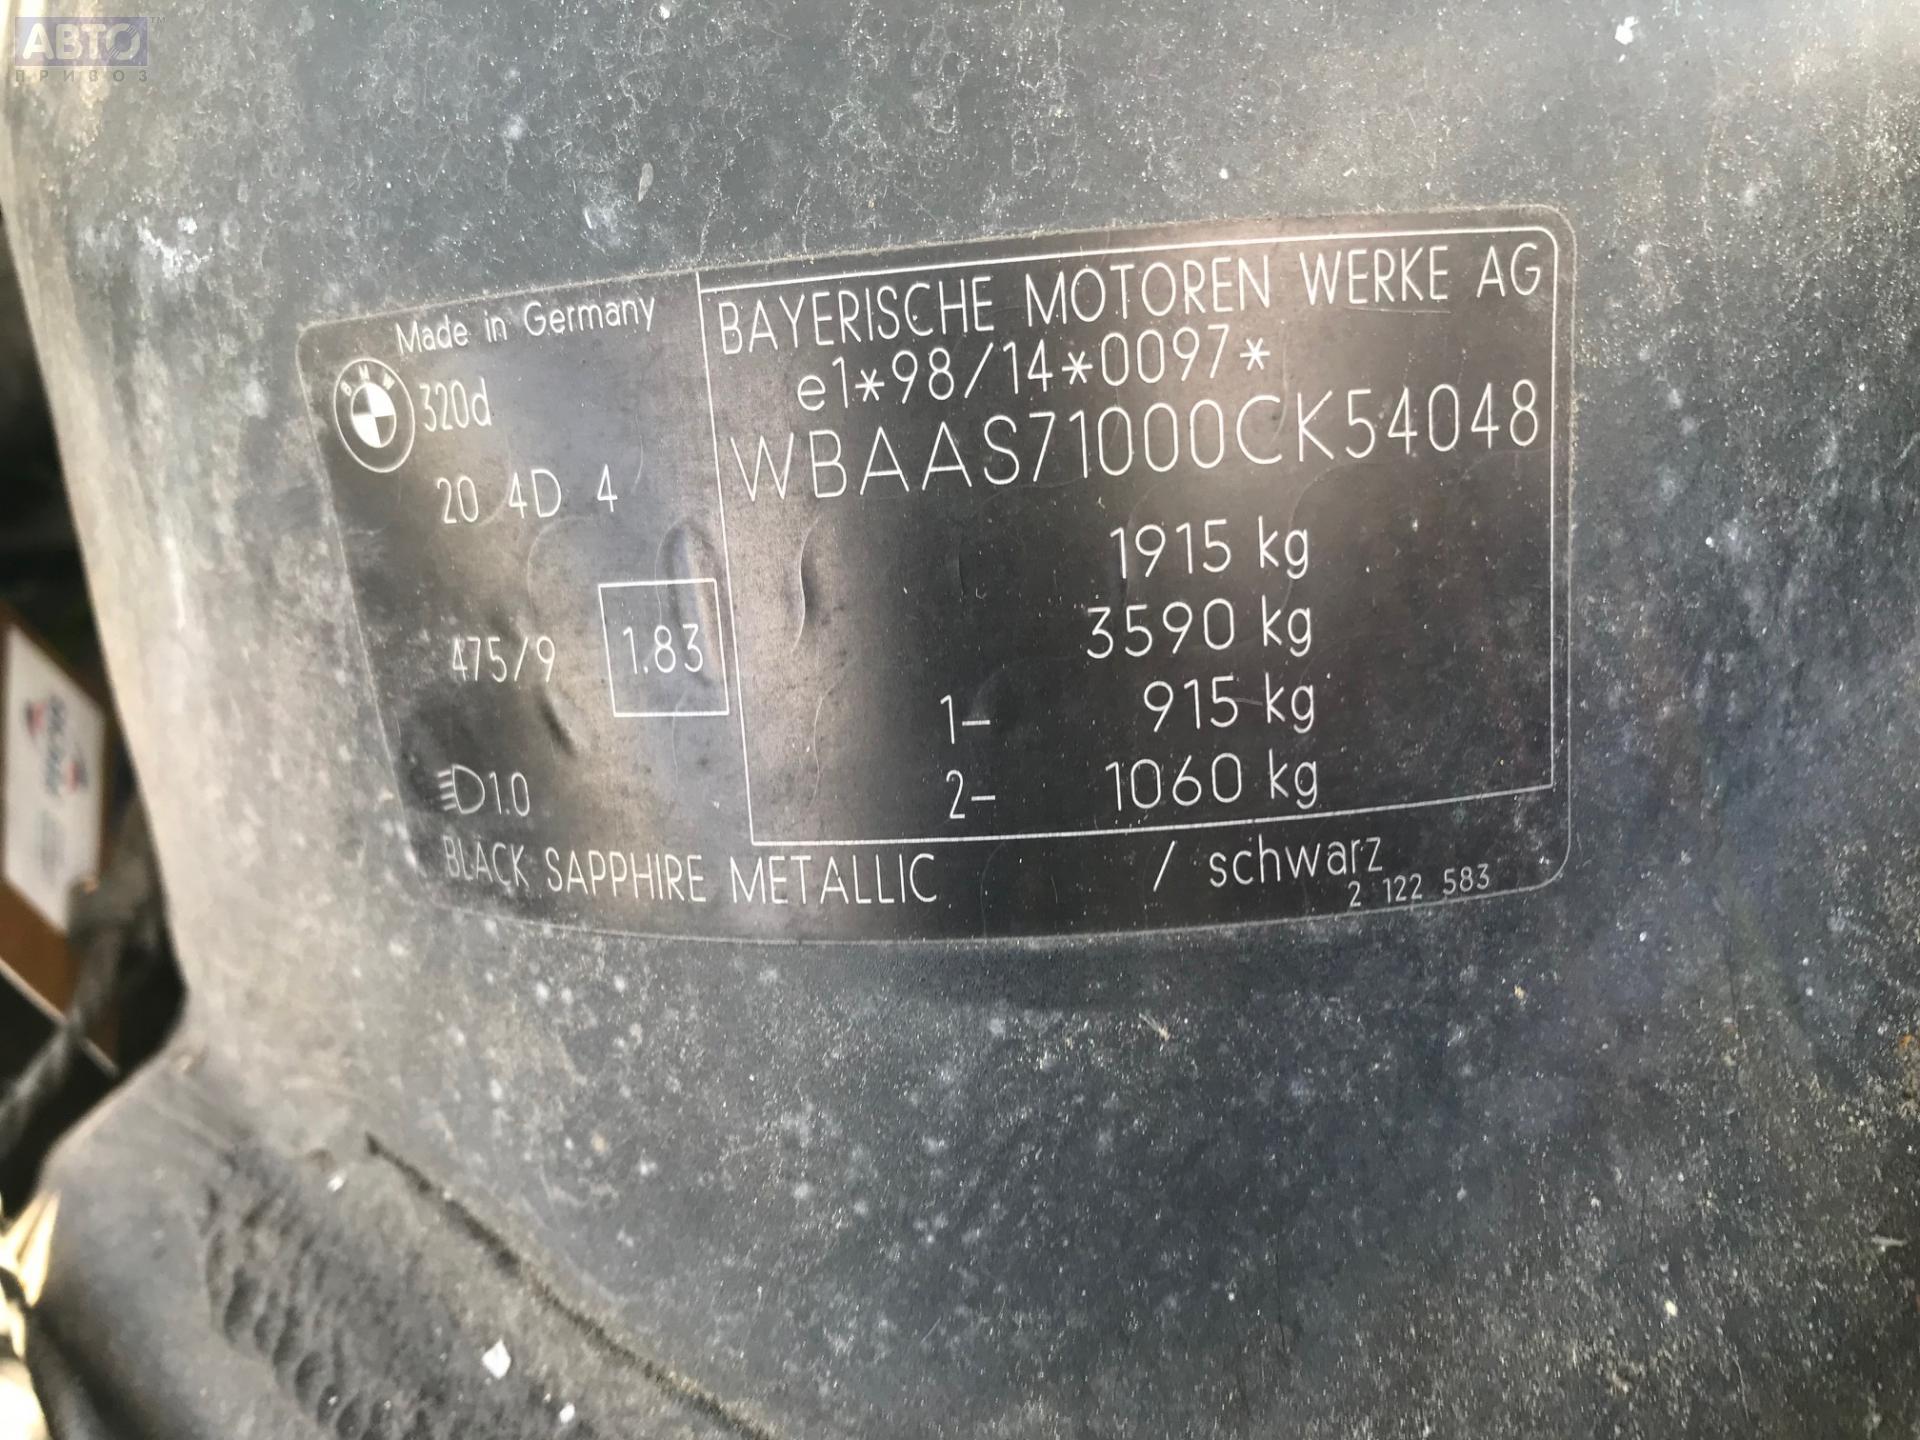 АВТО
ПРИВОЗ
Made in Germany
BMW
320d
20 4D 4
475/9
1.83
1.0
BAYERISCHE MOTOREN WERKE AG
e1*98/14*0097*
WBAAS71000CK54048
1915 kg
3590 kg
1- 915 kg
2- 1060 kg
BLACK SAPPHIRE METALLIC / schwarz
2 122 583